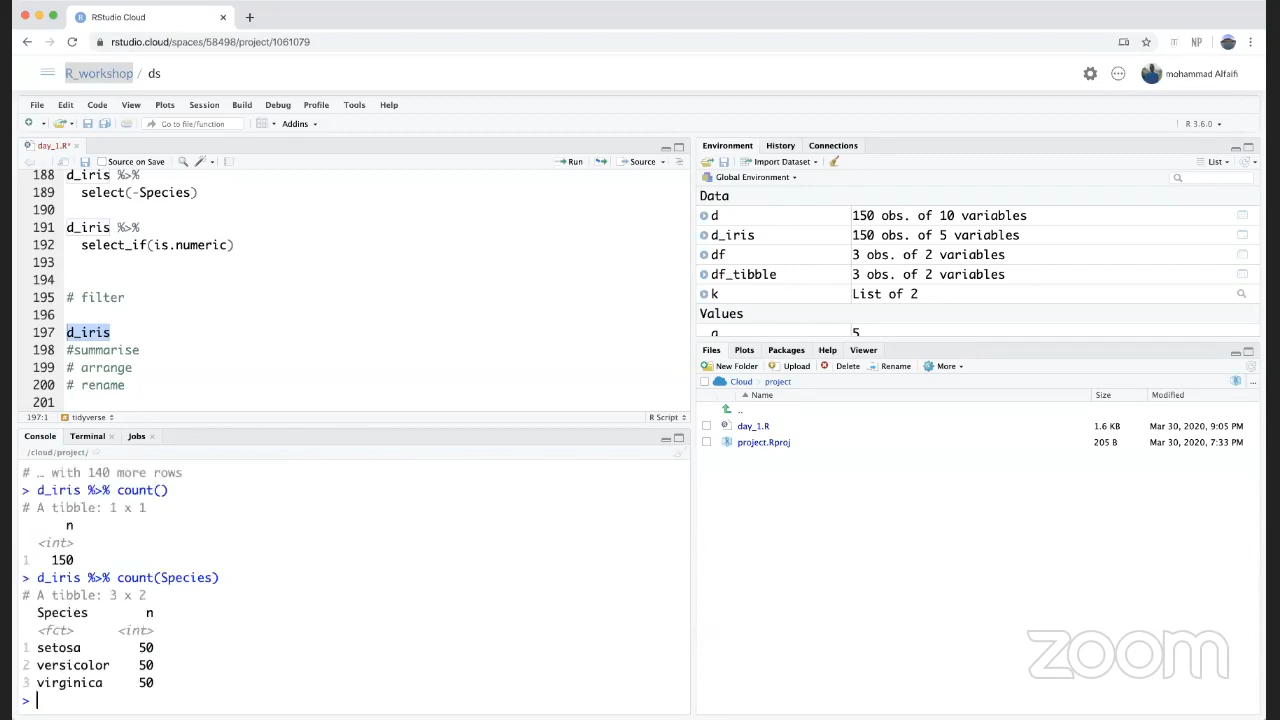 RStudio Cloud
rstudio.cloud/spaces/58498/project/1061079
NP
R_workshop / ds
mohammad Alfaifi
File Edit Code View Plots Session Build Debug Profile Tools Help
Go to file/function
Addins
R 3.6.0
day_1.R*
Source on Save
Run
Source
188 d_iris %>%
189 select(-Species)
190
191 d_iris %>%
192 select_if(is.numeric)
193
194
195 # filter
196
197 d_iris
198 #summarise
199 # arrange
200 # rename
201
197:1 tidyverse
R Script
Console Terminal Jobs
/cloud/project/
# … with 140 more rows
> d_iris %>% count()
# A tibble: 1 x 1
n
<int>
1 150
> d_iris %>% count(Species)
# A tibble: 3 x 2
Species n
<fct> <int>
1 setosa 50
2 versicolor 50
3 virginica 50
>
Environment History Connections
Import Dataset
List
Global Environment
Data
d 150 obs. of 10 variables
d_iris 150 obs. of 5 variables
df 3 obs. of 2 variables
df_tibble 3 obs. of 2 variables
k List of 2
Values
a 5
Files Plots Packages Help Viewer
New Folder Upload Delete Rename More
Cloud project
Name Size Modified
..
day_1.R 1.6 KB Mar 30, 2020, 9:05 PM
project.Rproj 205 B Mar 30, 2020, 7:33 PM
zoom